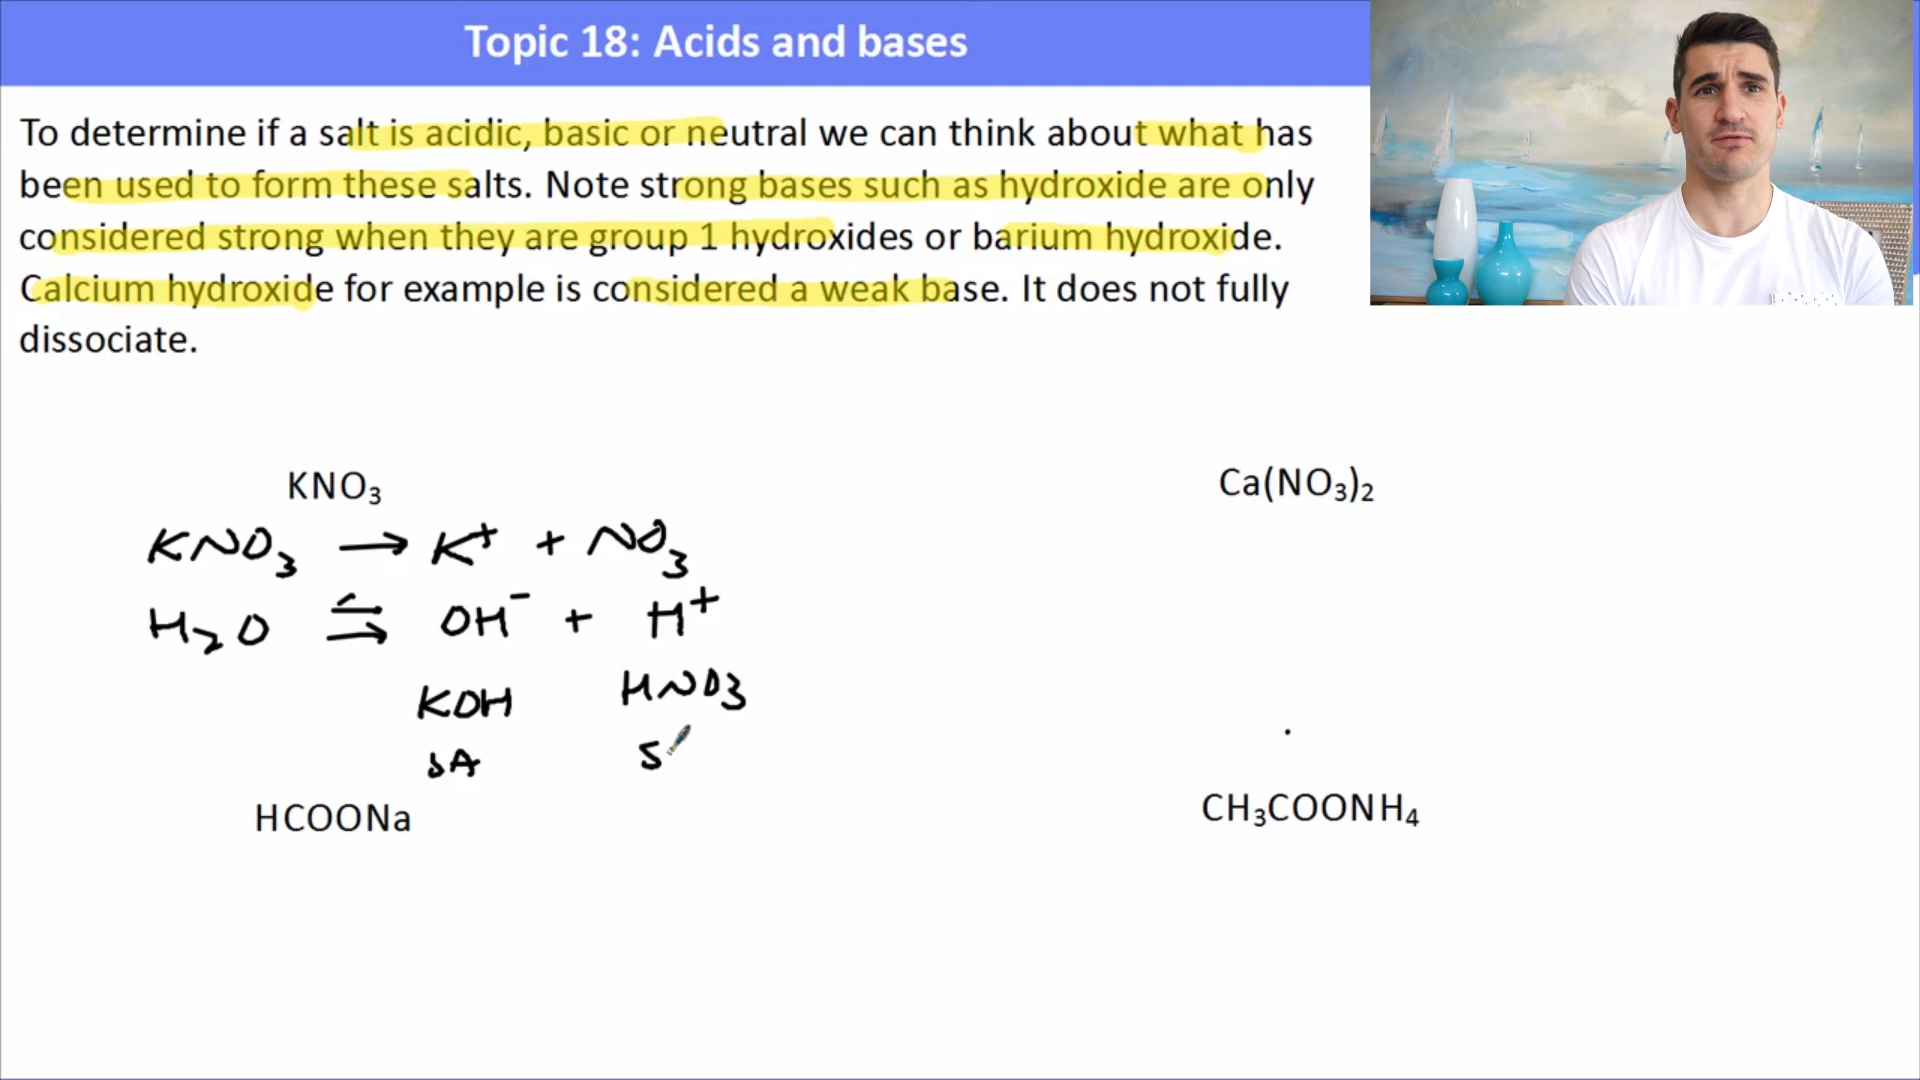 Topic 18: Acids and bases
To determine if a salt is acidic, basic or neutral we can think about what has
been used to form these salts. Note strong bases such as hydroxide are only
considered strong when they are group 1 hydroxides or barium hydroxide.
Calcium hydroxide for example is considered a weak base. It does not fully
dissociate.
KNO₃
Ca(NO₃)₂
KNO₃ → K⁺ + NO₃
H₂O ⇌ OH⁻ + H⁺
KOH HNO3
SA S
HCOONa
CH₃COONH₄